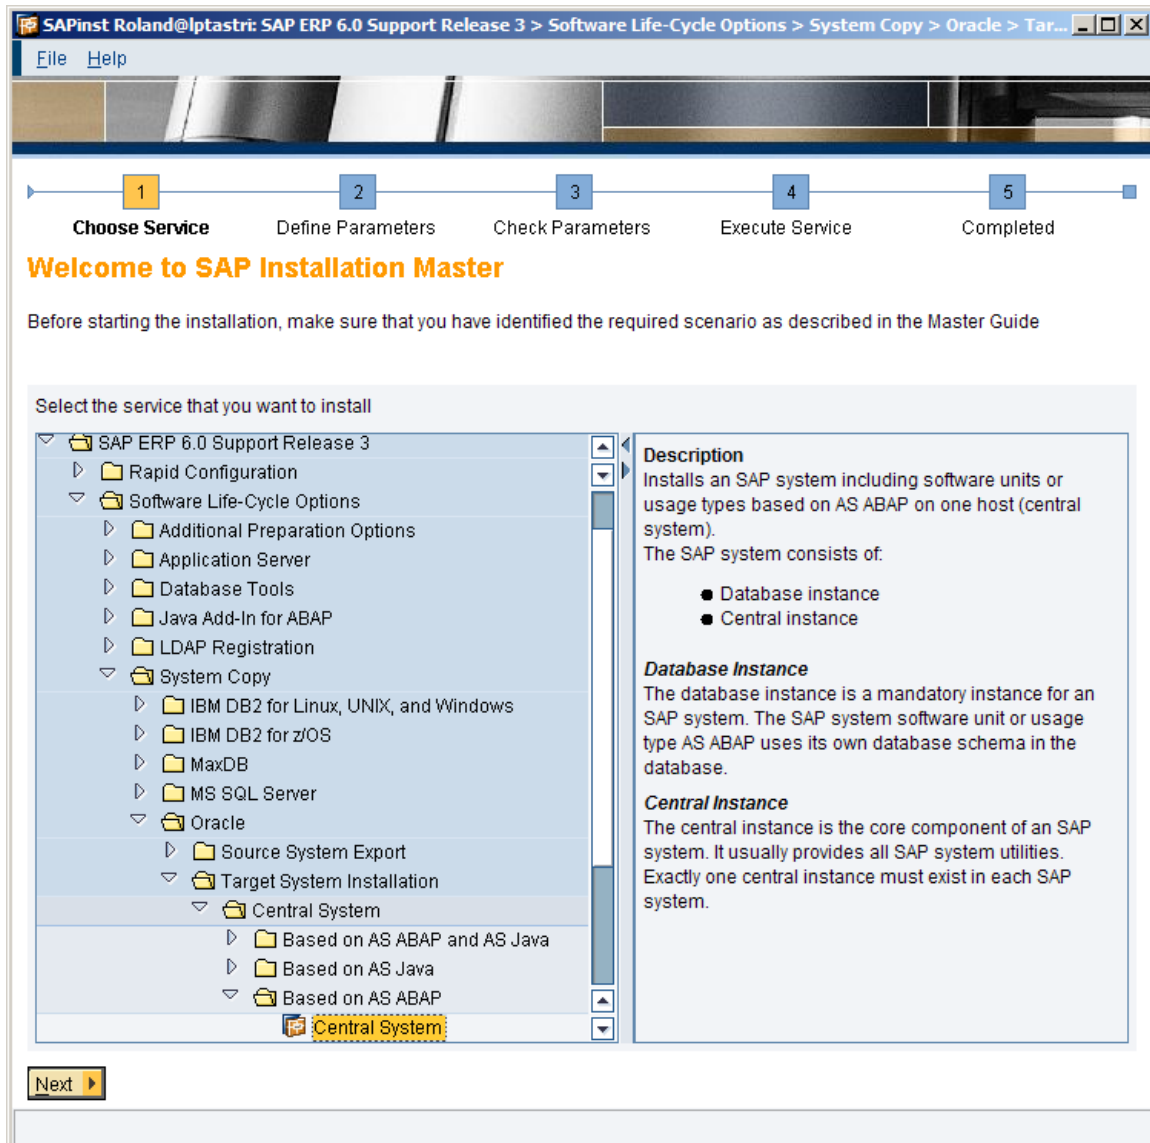 SAPinst Roland@lptastri: SAP ERP 6.0 Support Release 3 > Software Life-Cycle Options > System Copy > Oracle > Tar...
File Help
1 2 3 4 5
Choose Service Define Parameters Check Parameters Execute Service Completed
Welcome to SAP Installation Master
Before starting the installation, make sure that you have identified the required scenario as described in the Master Guide
Select the service that you want to install
SAP ERP 6.0 Support Release 3
Rapid Configuration
Software Life-Cycle Options
Additional Preparation Options
Application Server
Database Tools
Java Add-In for ABAP
LDAP Registration
System Copy
IBM DB2 for Linux, UNIX, and Windows
IBM DB2 for z/OS
MaxDB
MS SQL Server
Oracle
Source System Export
Target System Installation
Central System
Based on AS ABAP and AS Java
Based on AS Java
Based on AS ABAP
Central System
Description
Installs an SAP system including software units or
usage types based on AS ABAP on one host (central
system).
The SAP system consists of:
● Database instance
● Central instance
Database Instance
The database instance is a mandatory instance for an
SAP system. The SAP system software unit or usage
type AS ABAP uses its own database schema in the
database.
Central Instance
The central instance is the core component of an SAP
system. It usually provides all SAP system utilities.
Exactly one central instance must exist in each SAP
system.
Next